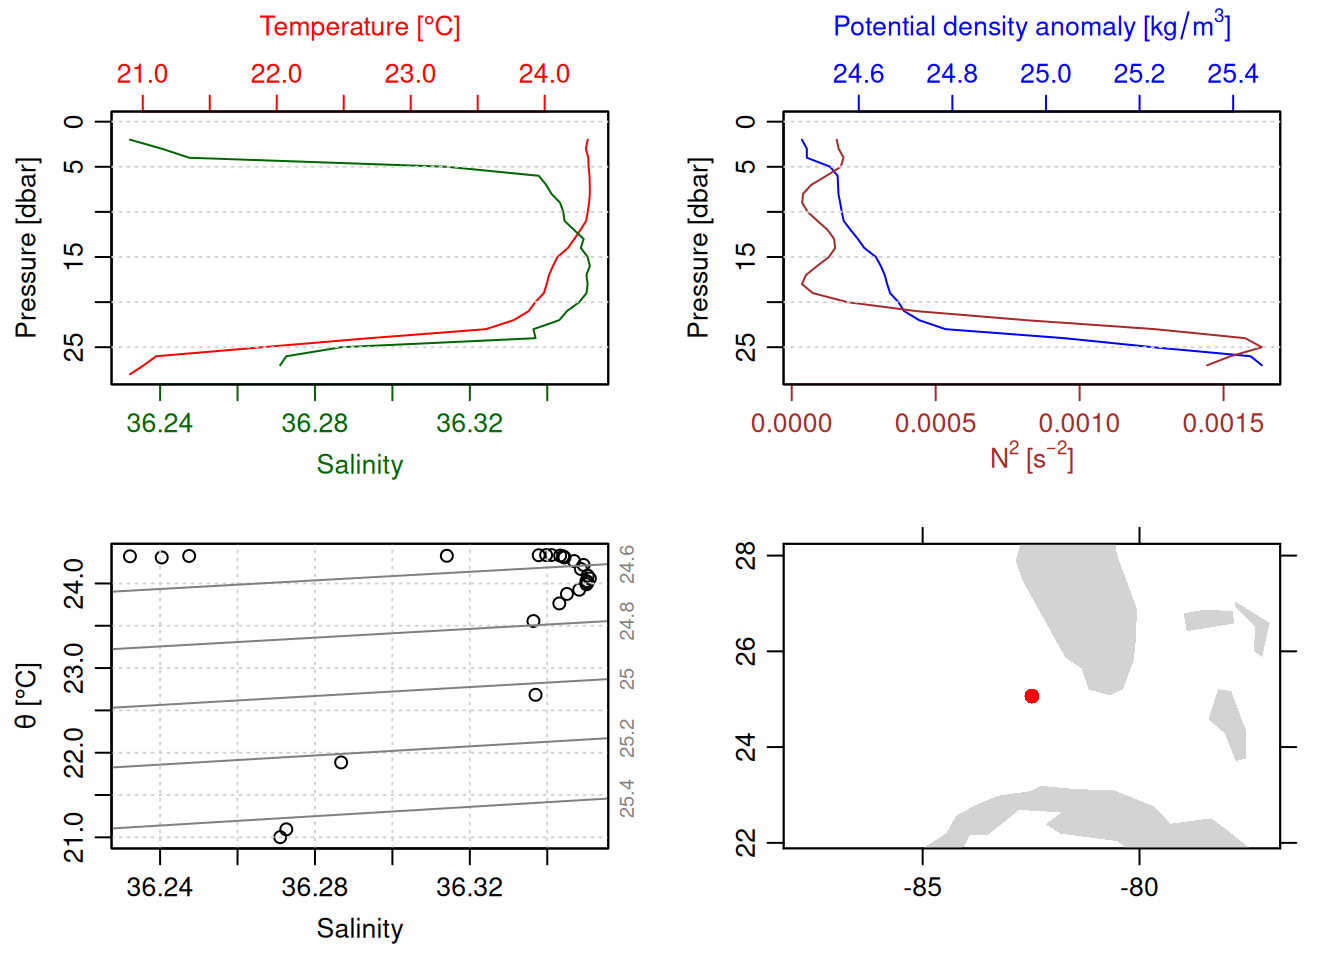 Temperature [°C]
21.0 22.0 23.0 24.0
Pressure [dbar]
0
5
15
25
36.24 36.28 36.32
Salinity
Potential density anomaly [kg/m³]
24.6 24.8 25.0 25.2 25.4
Pressure [dbar]
0
5
15
25
0.0000 0.0005 0.0010 0.0015
N² [s⁻²]
θ [°C]
24.0
23.0
22.0
21.0
24.6
24.8
25
25.2
25.4
36.24 36.28 36.32
Salinity
28
26
24
22
-85 -80